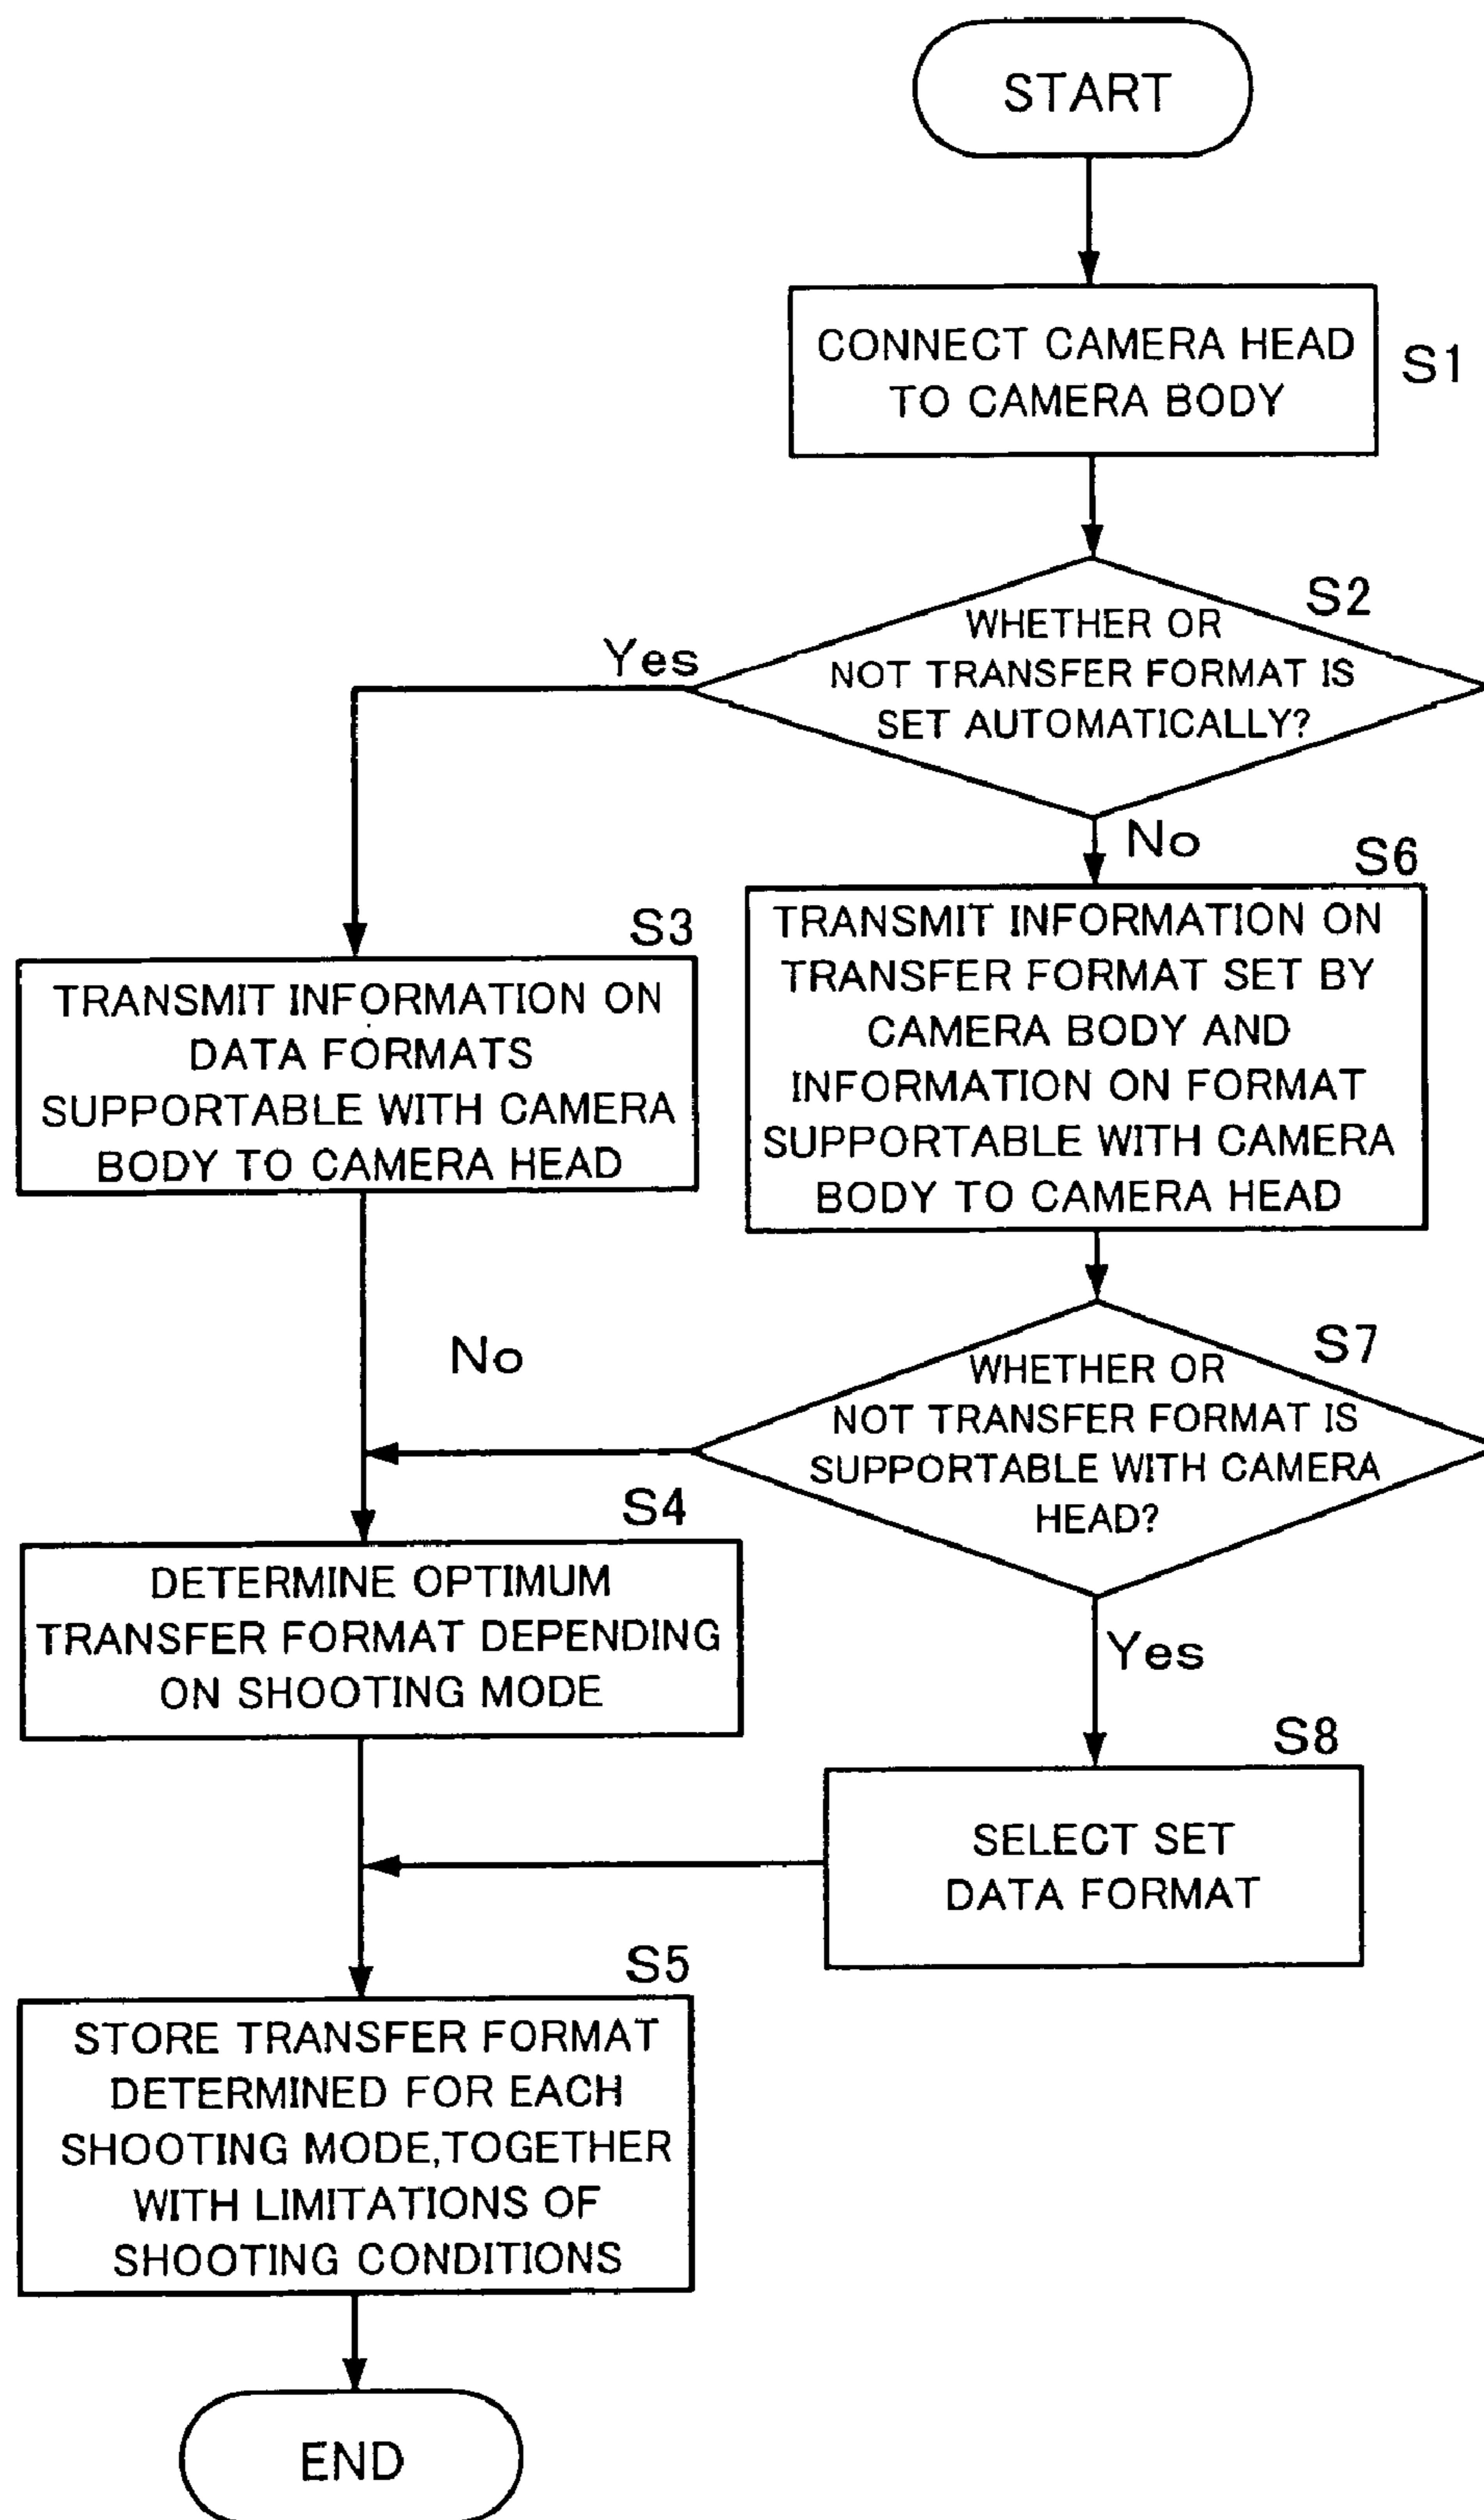 START
CONNECT CAMERA HEAD
TO CAMERA BODY
S1
S2
WHETHER OR
NOT TRANSFER FORMAT IS
SET AUTOMATICALLY?
Yes
No
S3
TRANSMIT INFORMATION ON
DATA FORMATS
SUPPORTABLE WITH CAMERA
BODY TO CAMERA HEAD
S6
TRANSMIT INFORMATION ON
TRANSFER FORMAT SET BY
CAMERA BODY AND
INFORMATION ON FORMAT
SUPPORTABLE WITH CAMERA
BODY TO CAMERA HEAD
S7
WHETHER OR
NOT TRANSFER FORMAT IS
SUPPORTABLE WITH CAMERA
HEAD?
No
Yes
S4
DETERMINE OPTIMUM
TRANSFER FORMAT DEPENDING
ON SHOOTING MODE
S8
SELECT SET
DATA FORMAT
S5
STORE TRANSFER FORMAT
DETERMINED FOR EACH
SHOOTING MODE,TOGETHER
WITH LIMITATIONS OF
SHOOTING CONDITIONS
END